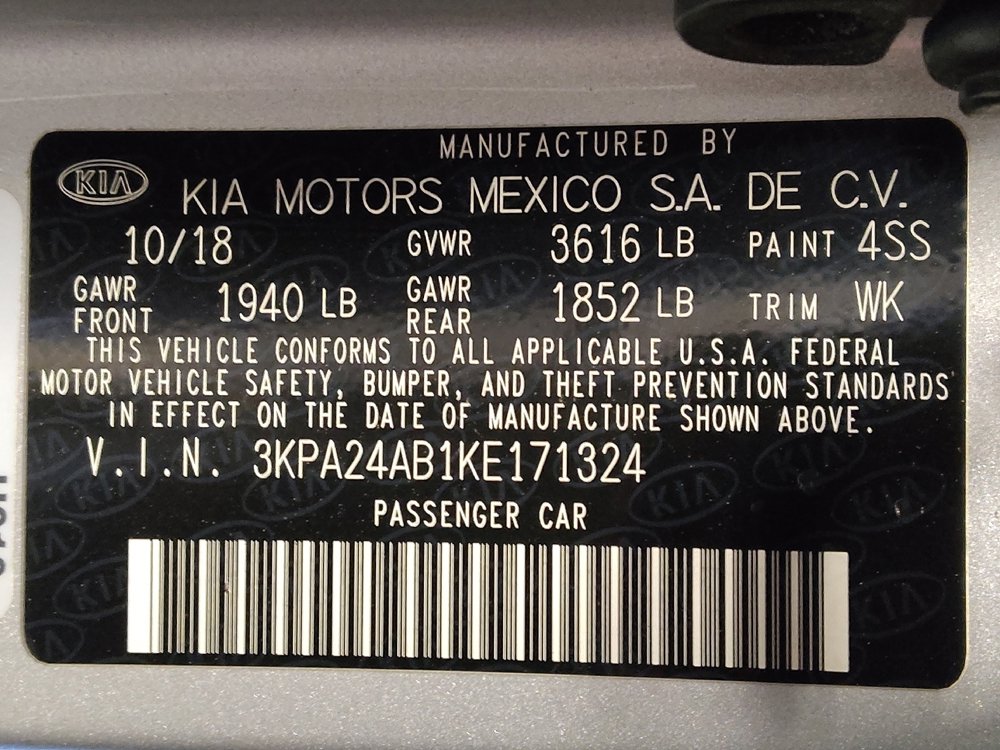 MANUFACTURED BY
KIA
KIA MOTORS MEXICO S.A. DE C.V.
10/18 GVWR 3616 LB PAINT 4SS
GAWR FRONT 1940 LB GAWR REAR 1852 LB TRIM WK
THIS VEHICLE CONFORMS TO ALL APPLICABLE U.S.A. FEDERAL
MOTOR VEHICLE SAFETY, BUMPER, AND THEFT PREVENTION STANDARDS
IN EFFECT ON THE DATE OF MANUFACTURE SHOWN ABOVE.
V.I.N. 3KPA24AB1KE171324
PASSENGER CAR